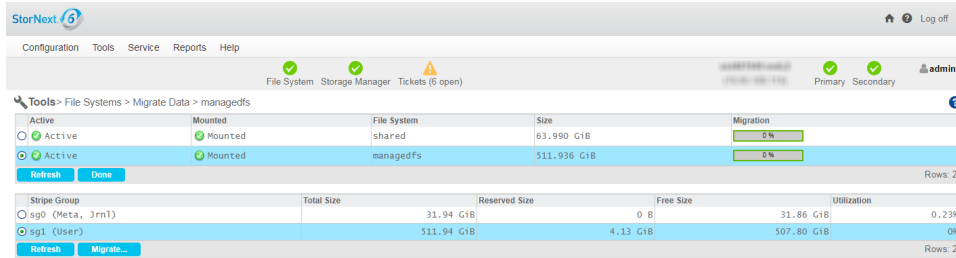 StorNext 6
Log off
Configuration Tools Service Reports Help
File System Storage Manager Tickets (6 open) Primary Secondary admin
Tools> File Systems > Migrate Data > managedfs
Active Mounted File System Size Migration
Active Mounted shared 63.990 GiB 0 %
Active Mounted managedfs 511.936 GiB 0 %
Refresh Done Rows: 2
Stripe Group Total Size Reserved Size Free Size Utilization
sg0 (Meta, Jrnl) 31.94 GiB 0 B 31.86 GiB 0.23%
sg1 (User) 511.94 GiB 4.13 GiB 507.80 GiB 0%
Refresh Migrate... Rows: 2